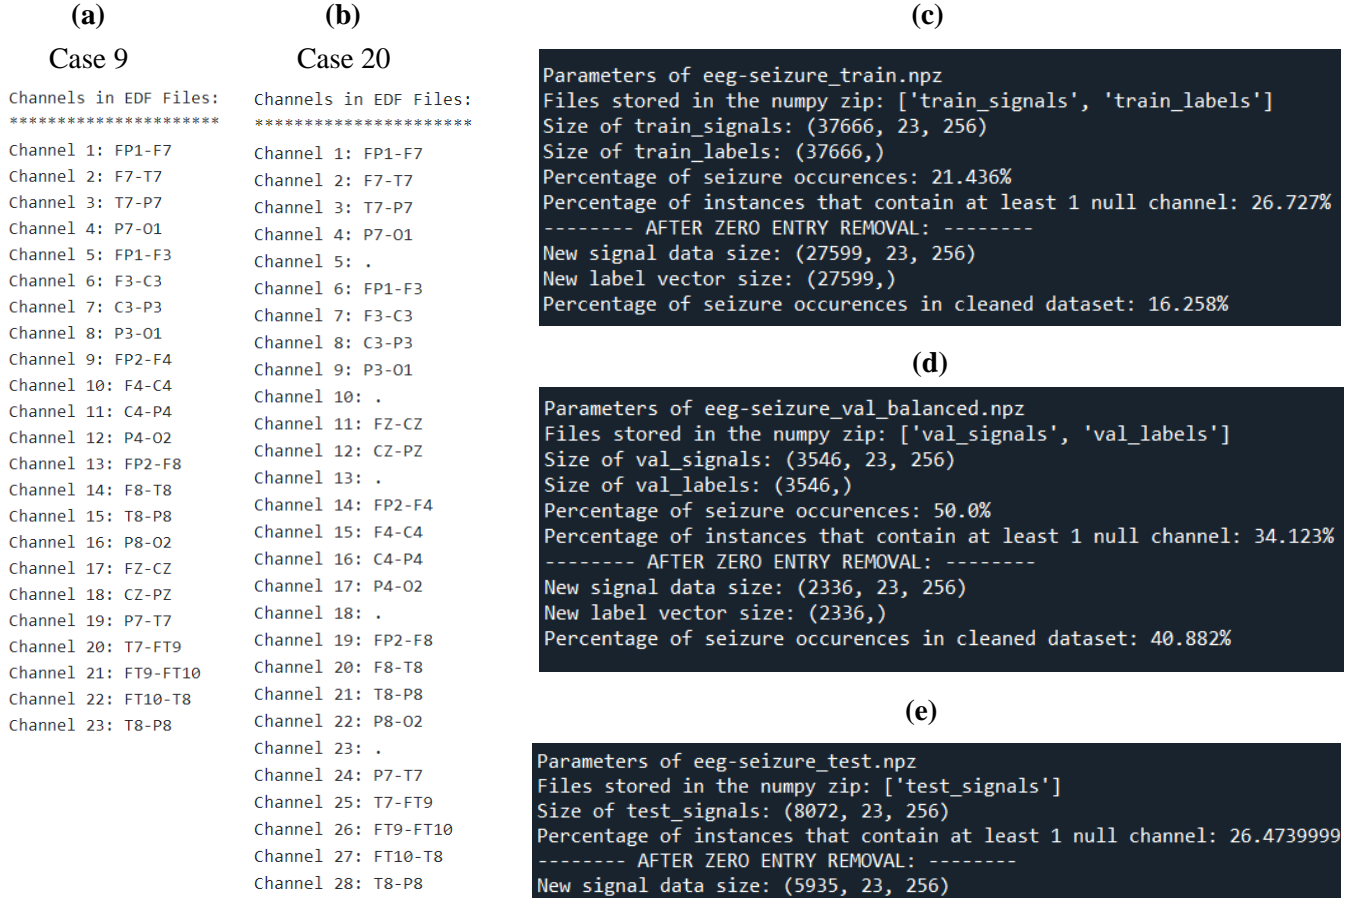 (a)
Case 9
Channels in EDF Files:
**********************
Channel 1: FP1-F7
Channel 2: F7-T7
Channel 3: T7-P7
Channel 4: P7-O1
Channel 5: FP1-F3
Channel 6: F3-C3
Channel 7: C3-P3
Channel 8: P3-O1
Channel 9: FP2-F4
Channel 10: F4-C4
Channel 11: C4-P4
Channel 12: P4-O2
Channel 13: FP2-F8
Channel 14: F8-T8
Channel 15: T8-P8
Channel 16: P8-O2
Channel 17: FZ-CZ
Channel 18: CZ-PZ
Channel 19: P7-T7
Channel 20: T7-FT9
Channel 21: FT9-FT10
Channel 22: FT10-T8
Channel 23: T8-P8
(b)
Case 20
Channels in EDF Files:
***********************
Channel 1: FP1-F7
Channel 2: F7-T7
Channel 3: T7-P7
Channel 4: P7-O1
Channel 5: .
Channel 6: FP1-F3
Channel 7: F3-C3
Channel 8: C3-P3
Channel 9: P3-O1
Channel 10: .
Channel 11: FZ-CZ
Channel 12: CZ-PZ
Channel 13: .
Channel 14: FP2-F4
Channel 15: F4-C4
Channel 16: C4-P4
Channel 17: P4-O2
Channel 18: .
Channel 19: FP2-F8
Channel 20: F8-T8
Channel 21: T8-P8
Channel 22: P8-O2
Channel 23: .
Channel 24: P7-T7
Channel 25: T7-FT9
Channel 26: FT9-FT10
Channel 27: FT10-T8
Channel 28: T8-P8
(c)
Parameters of eeg-seizure_train.npz
Files stored in the numpy zip: ['train_signals', 'train_labels']
Size of train_signals: (37666, 23, 256)
Size of train_labels: (37666,)
Percentage of seizure occurences: 21.436%
Percentage of instances that contain at least 1 null channel: 26.727%
-------- AFTER ZERO ENTRY REMOVAL: --------
New signal data size: (27599, 23, 256)
New label vector size: (27599,)
Percentage of seizure occurences in cleaned dataset: 16.258%
(d)
Parameters of eeg-seizure_val_balanced.npz
Files stored in the numpy zip: ['val_signals', 'val_labels']
Size of val_signals: (3546, 23, 256)
Size of val_labels: (3546,)
Percentage of seizure occurences: 50.0%
Percentage of instances that contain at least 1 null channel: 34.123%
-------- AFTER ZERO ENTRY REMOVAL: --------
New signal data size: (2336, 23, 256)
New label vector size: (2336,)
Percentage of seizure occurences in cleaned dataset: 40.882%
(e)
Parameters of eeg-seizure_test.npz
Files stored in the numpy zip: ['test_signals']
Size of test_signals: (8072, 23, 256)
Percentage of instances that contain at least 1 null channel: 26.4739999
-------- AFTER ZERO ENTRY REMOVAL: --------
New signal data size: (5935, 23, 256)